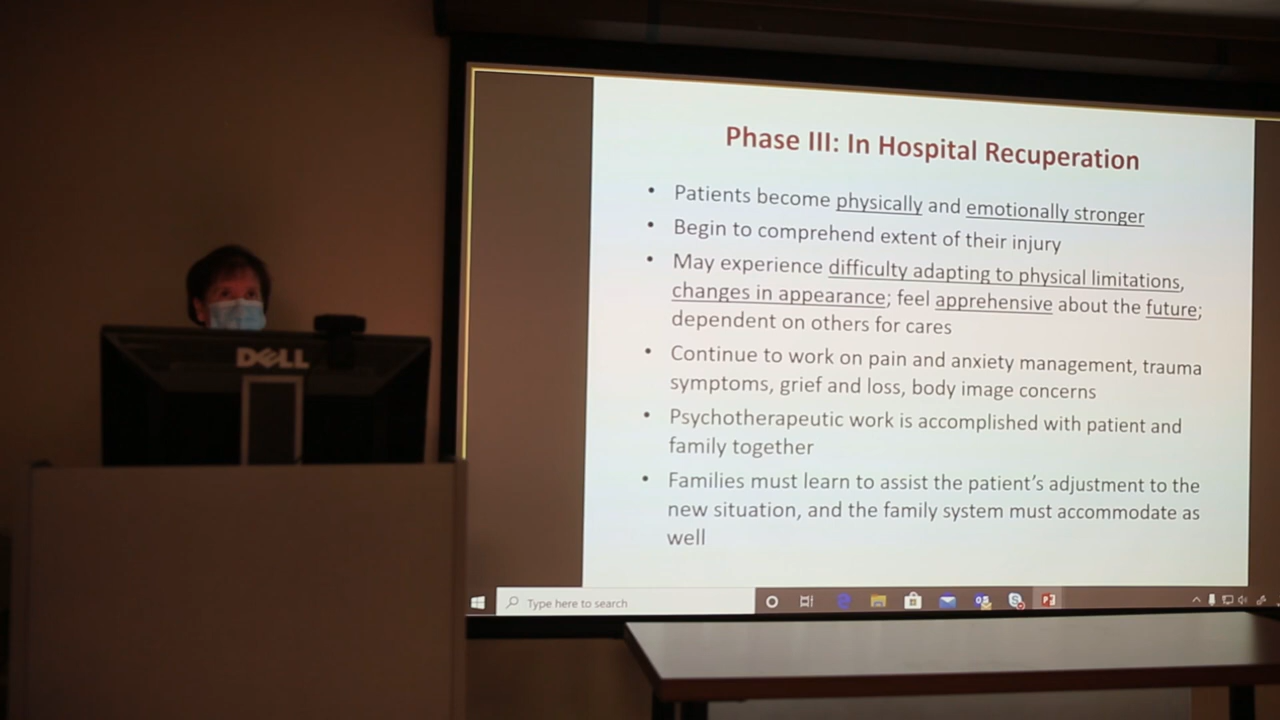 Phase III: In Hospital Recuperation
• Patients become physically and emotionally stronger
• Begin to comprehend extent of their injury
• May experience difficulty adapting to physical limitations,
changes in appearance; feel apprehensive about the future;
dependent on others for cares
• Continue to work on pain and anxiety management, trauma
symptoms, grief and loss, body image concerns
• Psychotherapeutic work is accomplished with patient and
family together
• Families must learn to assist the patient's adjustment to the
new situation, and the family system must accommodate as
well
DELL
Type here to search